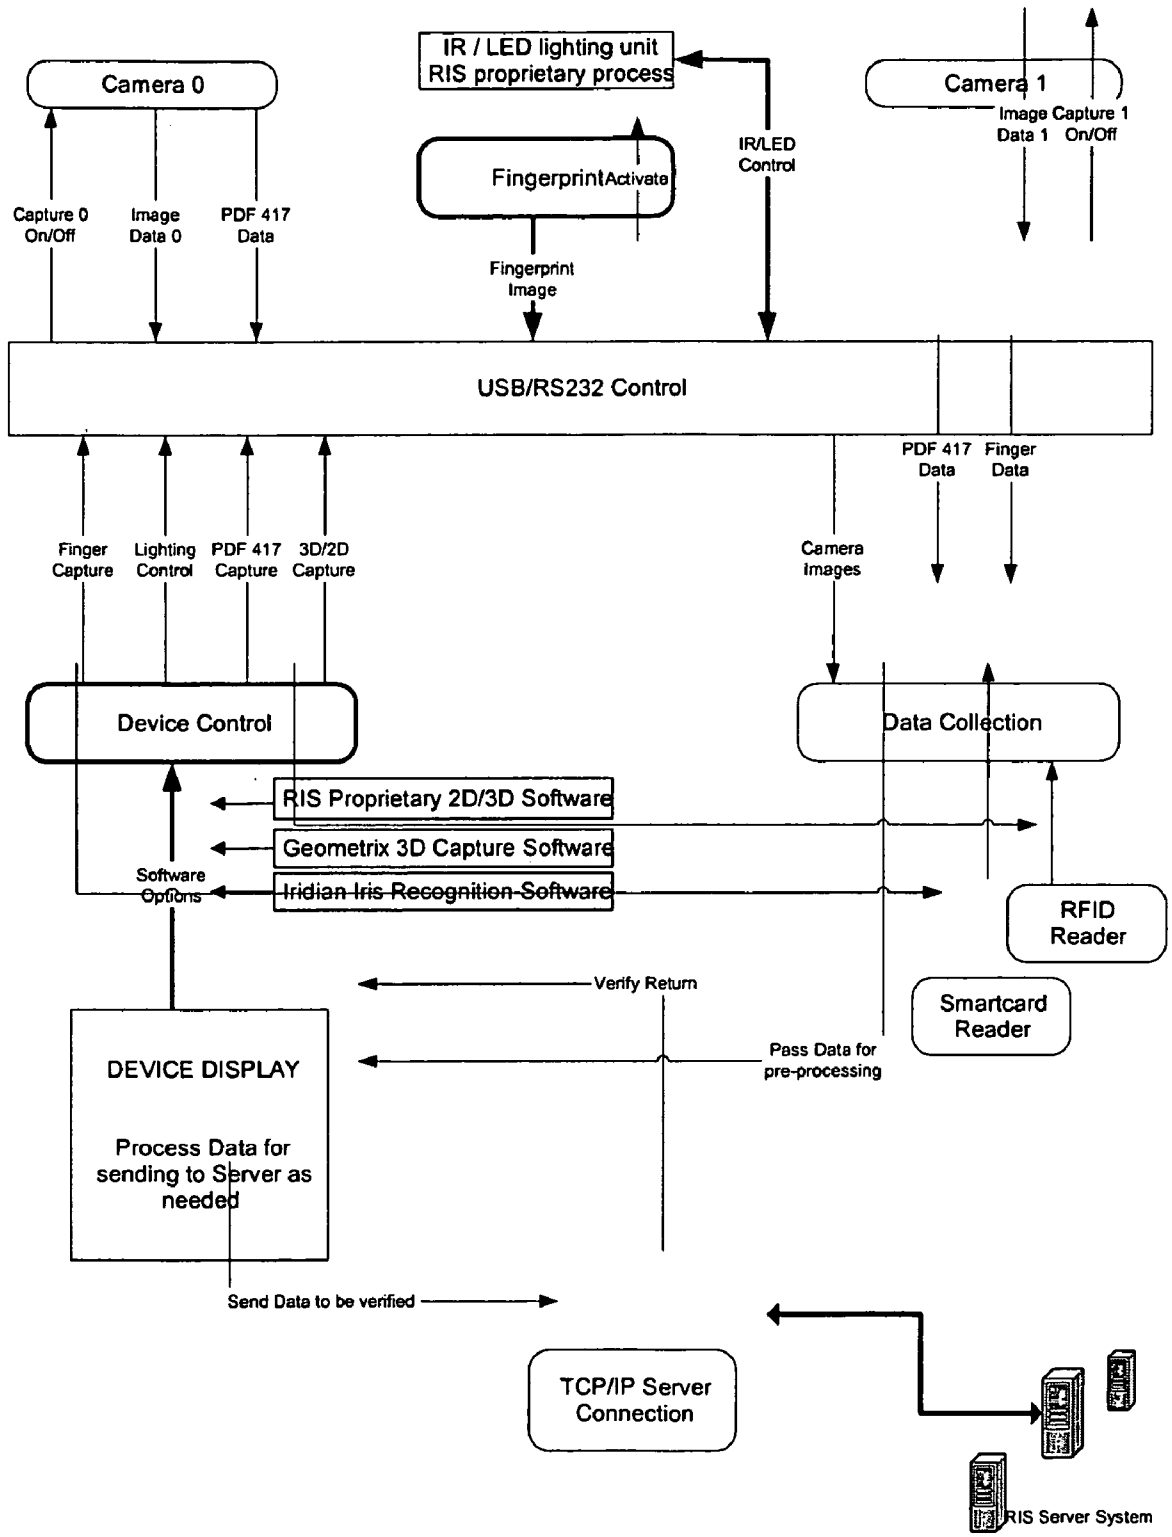 IR / LED lighting unit
RIS proprietary process
Camera 0
Camera 1
Image
Data 1
Capture 1
On/Off
IR/LED
Control
Fingerprint
Activate
Capture 0
On/Off
Image
Data 0
PDF 417
Data
Fingerprint
Image
USB/RS232 Control
PDF 417
Data
Finger
Data
Finger
Capture
Lighting
Control
PDF 417
Capture
3D/2D
Capture
Camera
Images
Device Control
Data Collection
RIS Proprietary 2D/3D Software
Geometrix 3D Capture Software
Software
Options
Iridian Iris Recognition Software
RFID
Reader
Verify Return
Smartcard
Reader
Pass Data for
pre-processing
DEVICE DISPLAY
Process Data for
sending to Server as
needed
Send Data to be verified
TCP/IP Server
Connection
RIS Server System